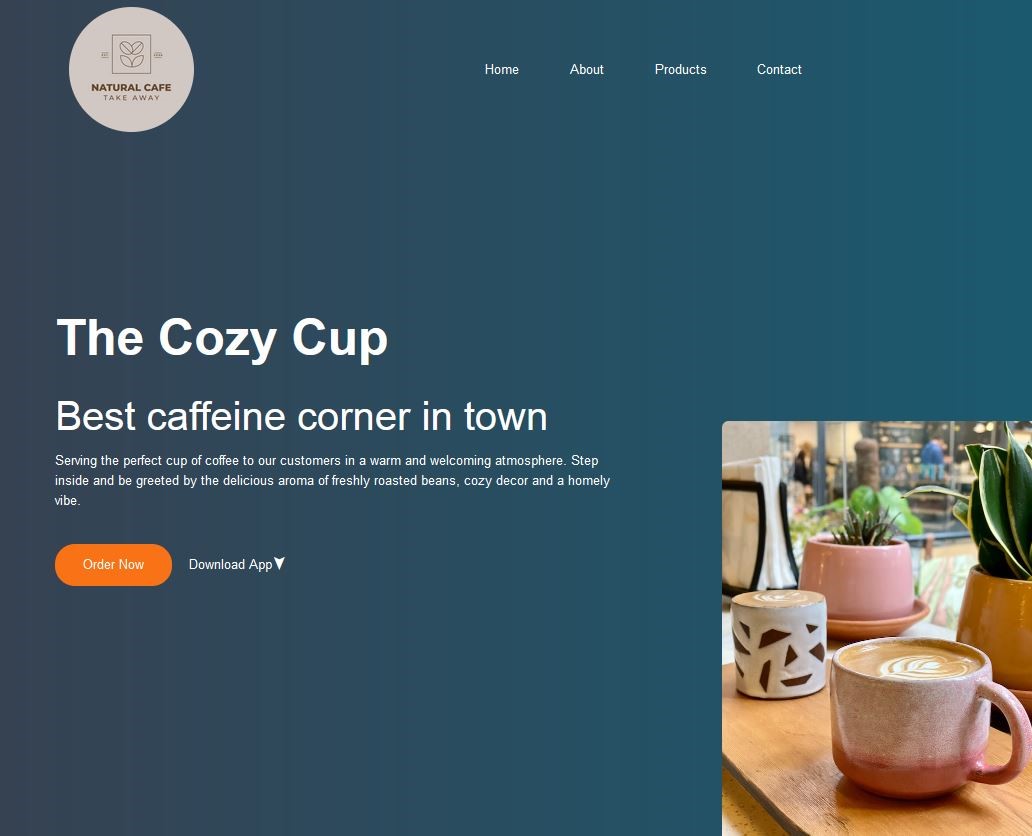 NATURAL CAFE
TAKE AWAY
Home
About
Products
Contact
The Cozy Cup
Best caffeine corner in town
Serving the perfect cup of coffee to our customers in a warm and welcoming atmosphere. Step
inside and be greeted by the delicious aroma of freshly roasted beans, cozy decor and a homely
vibe.
Order Now
Download App